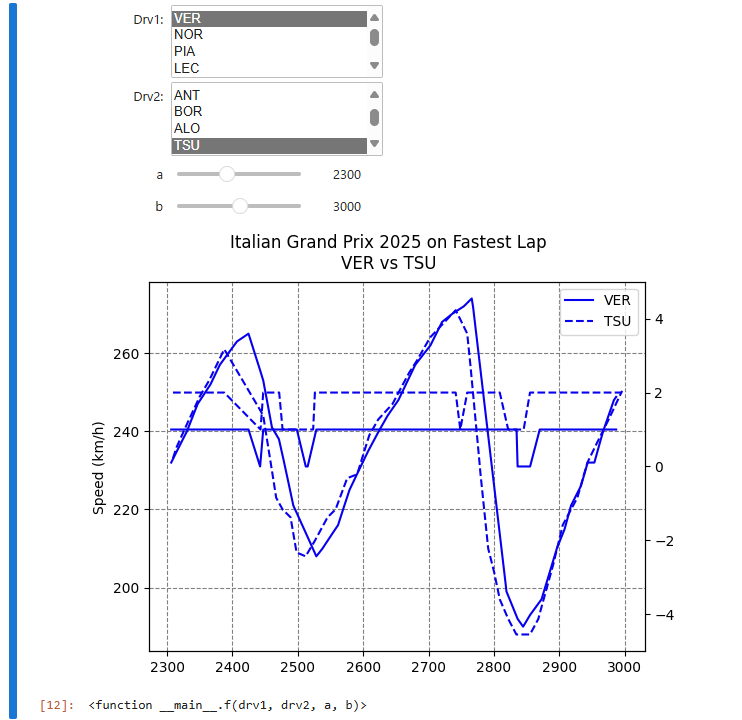 Drv1:
VER
NOR
PIA
LEC
Drv2:
ANT
BOR
ALO
TSU
a 2300
b 3000
Italian Grand Prix 2025 on Fastest Lap
VER vs TSU
VER
TSU
Speed (km/h)
260
240
220
200
4
2
0
−2
−4
2300 2400 2500 2600 2700 2800 2900 3000
[12]: <function __main__.f(drv1, drv2, a, b)>